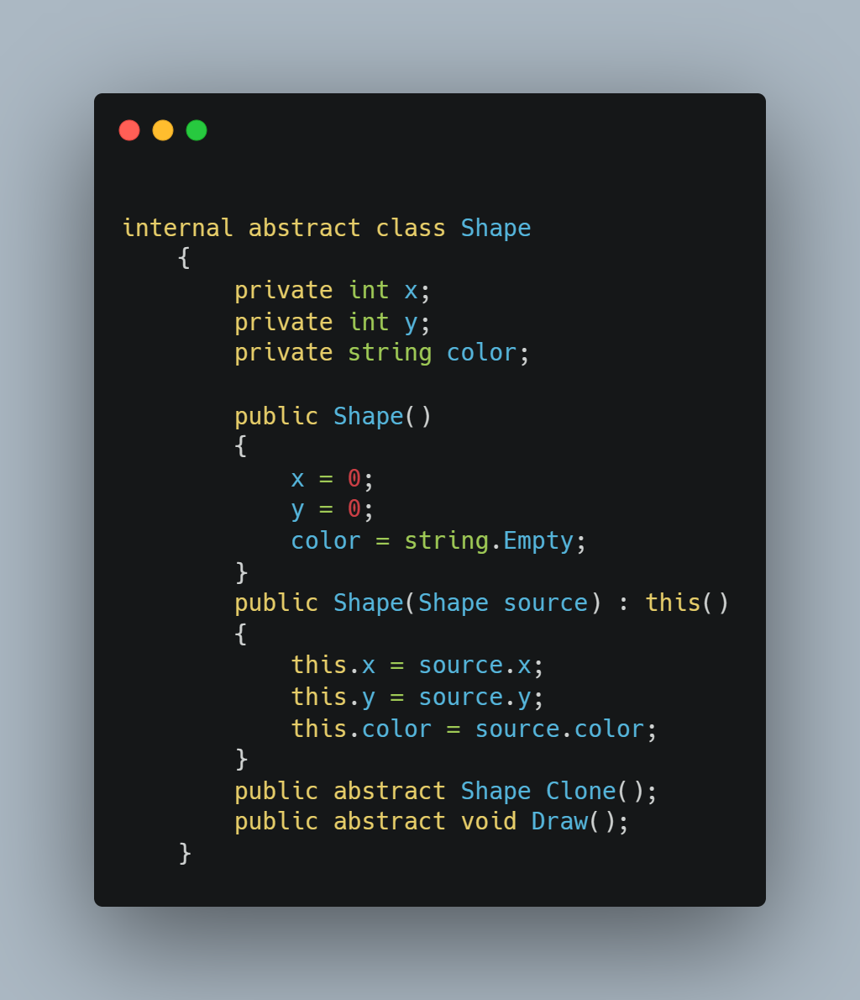 internal abstract class Shape
    {
        private int x;
        private int y;
        private string color;

        public Shape()
        {
            x = 0;
            y = 0;
            color = string.Empty;
        }
        public Shape(Shape source) : this()
        {
            this.x = source.x;
            this.y = source.y;
            this.color = source.color;
        }
        public abstract Shape Clone();
        public abstract void Draw();
    }